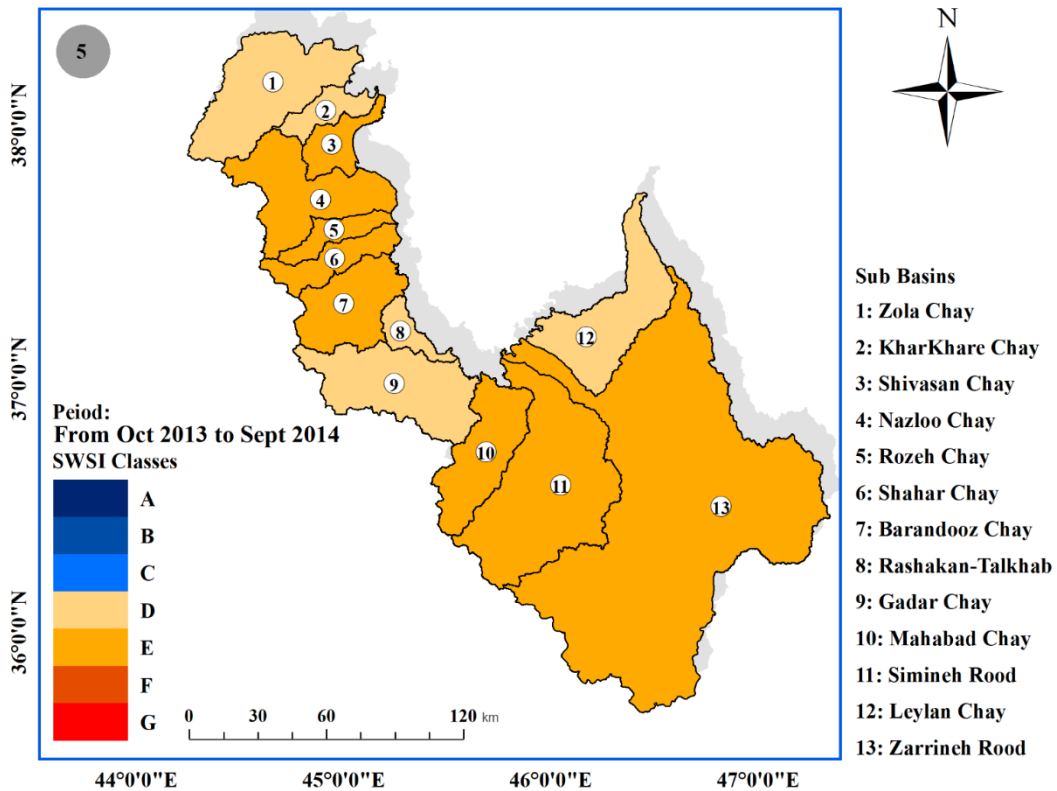 5
N
38°0'0"N
37°0'0"N
36°0'0"N
1
2
3
4
5
6
7
8
9
10
11
12
13
Peiod:
From Oct 2013 to Sept 2014
SWSI Classes
A
B
C
D
E
F
G
0 30 60 120 km
44°0'0"E 45°0'0"E 46°0'0"E 47°0'0"E
Sub Basins
1: Zola Chay
2: KharKhare Chay
3: Shivasan Chay
4: Nazloo Chay
5: Rozeh Chay
6: Shahar Chay
7: Barandooz Chay
8: Rashakan-Talkhab
9: Gadar Chay
10: Mahabad Chay
11: Simineh Rood
12: Leylan Chay
13: Zarrineh Rood